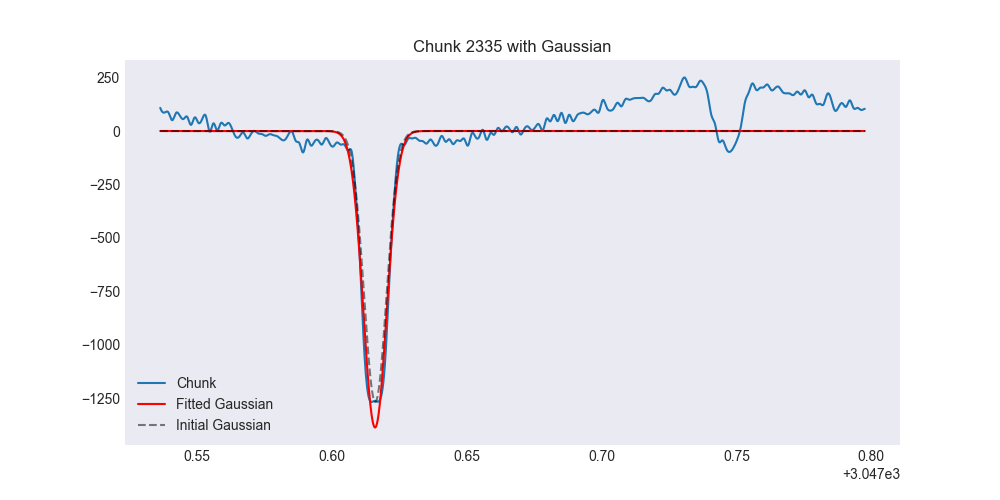 Chunk 2335 with Gaussian
250
0
−250
−500
−750
−1000
−1250
Chunk
Fitted Gaussian
Initial Gaussian
0.55 0.60 0.65 0.70 0.75 0.80
+3.047e3